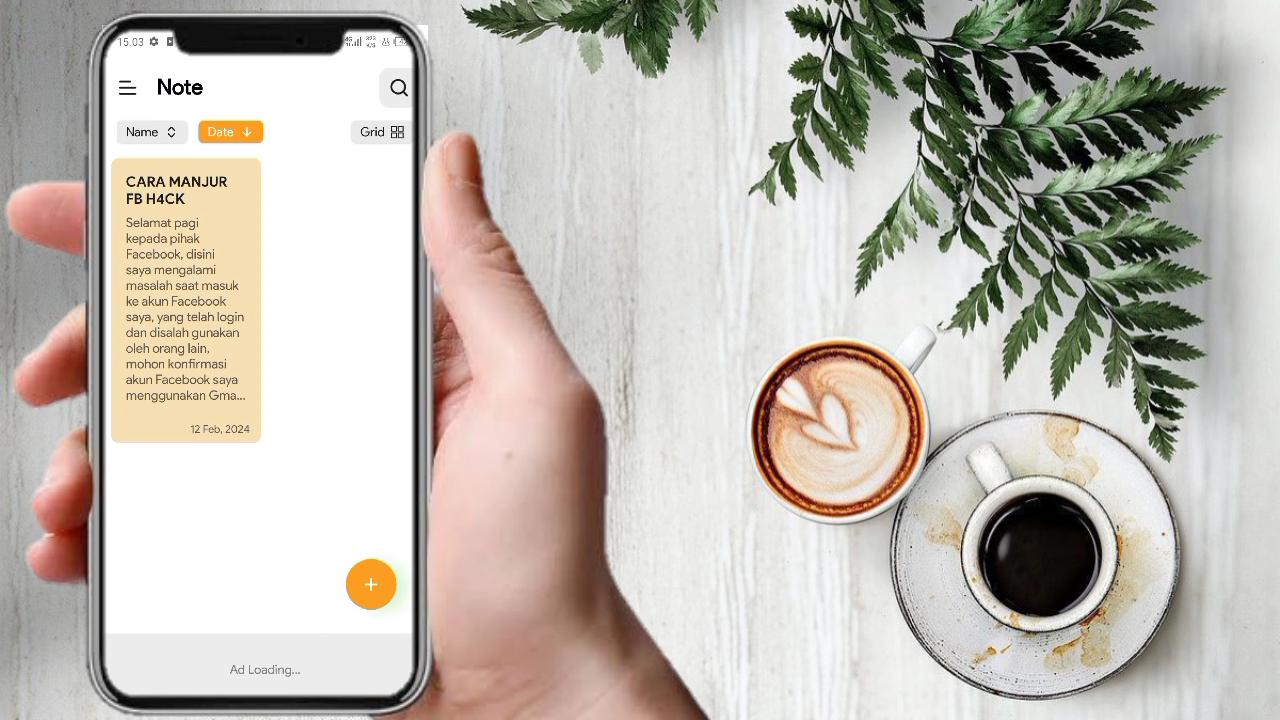 15.03
Note
Name
Date
Grid
CARA MANJUR
FB H4CK
Selamat pagi
kepada pihak
Facebook, disini
saya mengalami
masalah saat masuk
ke akun Facebook
saya, yang telah login
dan disalah gunakan
oleh orang lain,
mohon konfirmasi
akun Facebook saya
menggunakan Gma...
12 Feb, 2024
Ad Loading...